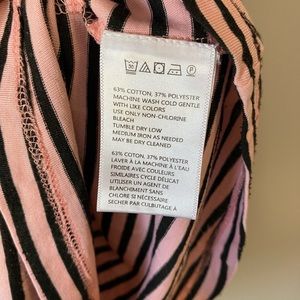 63% COTTON, 37% POLYESTER
MACHINE WASH COLD GENTLE
WITH LIKE COLORS
USE ONLY NON-CHLORINE
BLEACH
TUMBLE DRY LOW
MEDIUM IRON AS NEEDED
MAY BE DRY CLEANED
63% COTTON, 37% POLYESTER
LAVER À LA MACHINE À L'EAU
FROIDE AVEC COULEURS
SIMILAIRES CYCLE DÉLICAT
UTILISER UN AGENT DE
BLANCHIMENT SANS
CHLORE SI NÉCESSAIRE
SECHER PAR CULBUTAGE À